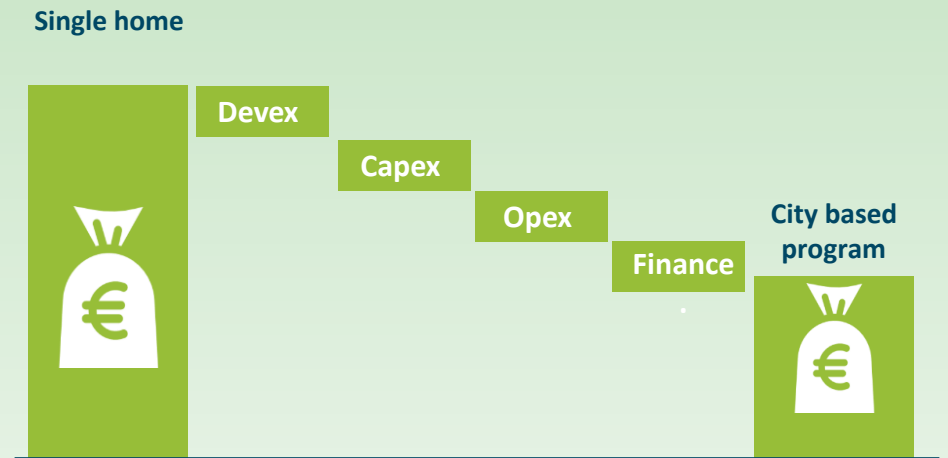 Single home
Devex
Capex
Opex
Finance
.
City based
program
€
€